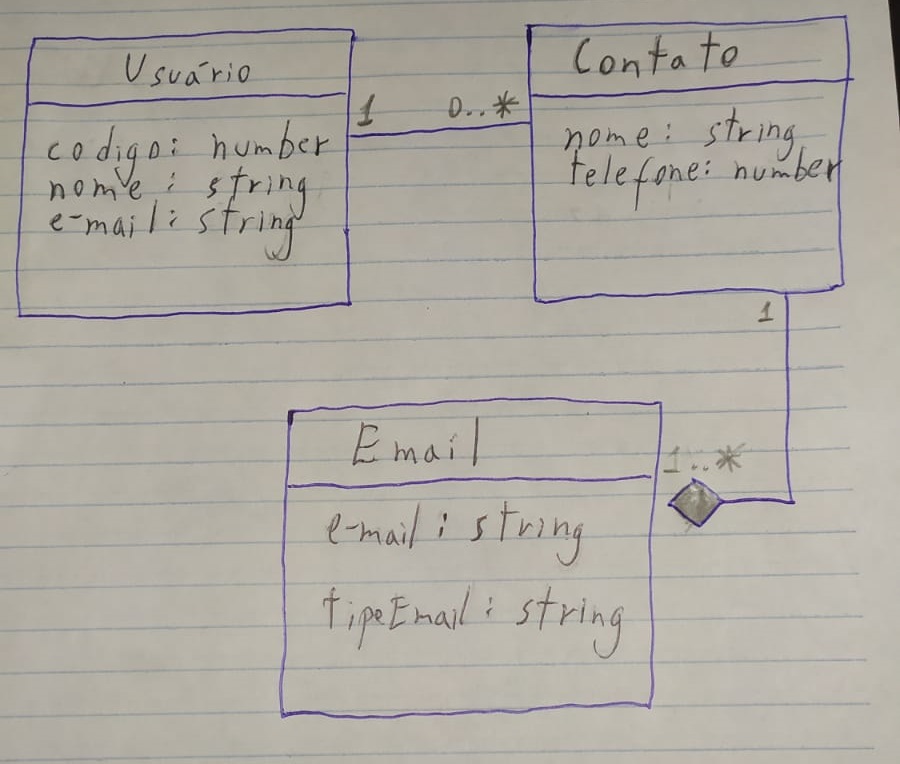 Usuário
codigo: number
nome: string
e-mail: string
1 0..*
Contato
nome: string
telefone: number
1
1..*
Email
e-mail: string
tipeEmail: string